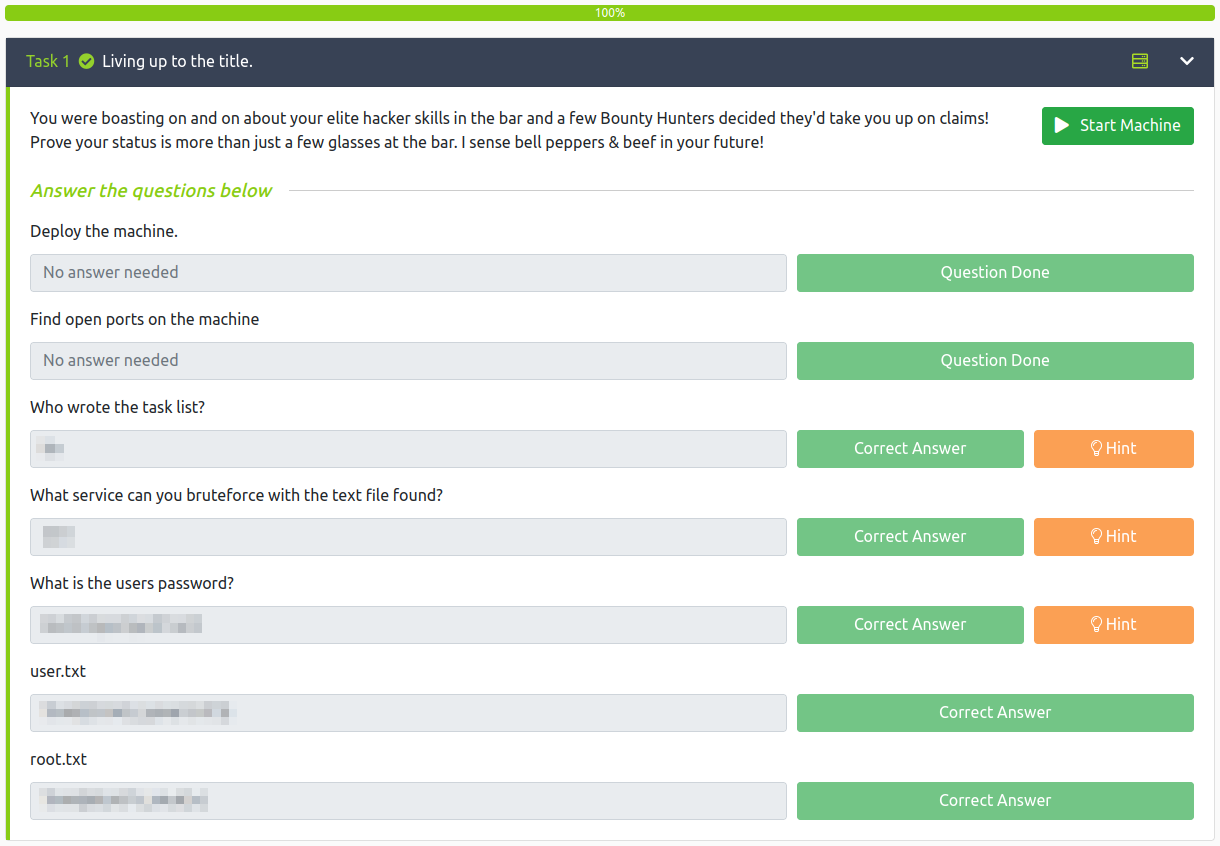 100%
Task 1 Living up to the title.
You were boasting on and on about your elite hacker skills in the bar and a few Bounty Hunters decided they'd take you up on claims!
Prove your status is more than just a few glasses at the bar. I sense bell peppers & beef in your future!
Start Machine
Answer the questions below
Deploy the machine.
No answer needed
Question Done
Find open ports on the machine
No answer needed
Question Done
Who wrote the task list?
Correct Answer
Hint
What service can you bruteforce with the text file found?
Correct Answer
Hint
What is the users password?
Correct Answer
Hint
user.txt
Correct Answer
root.txt
Correct Answer